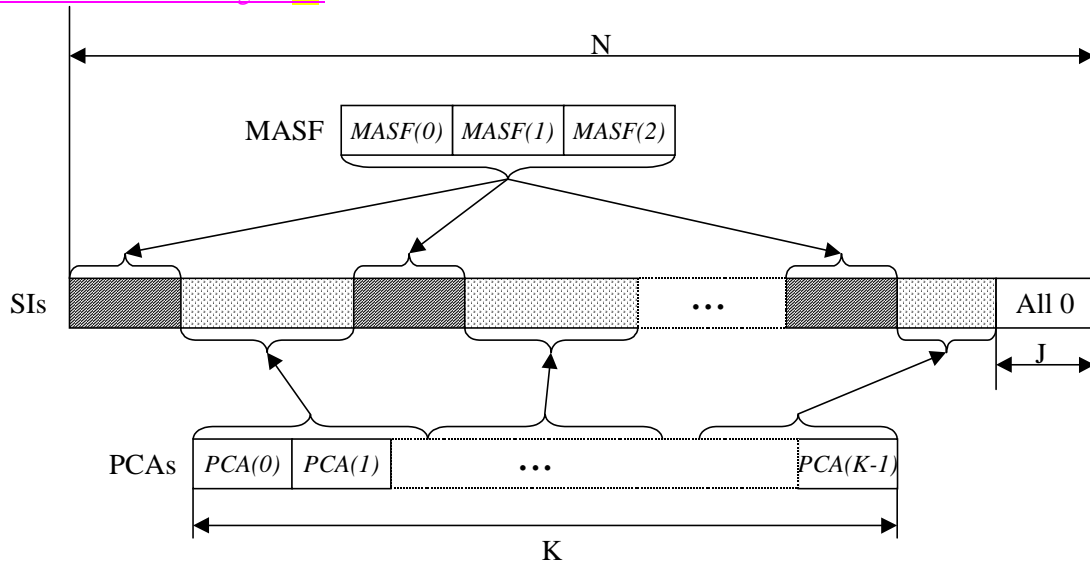 N
MASF MASF(0) MASF(1) MASF(2)
SIs ... All 0
J
PCAs PCA(0) PCA(1) ... PCA(K-1)
K